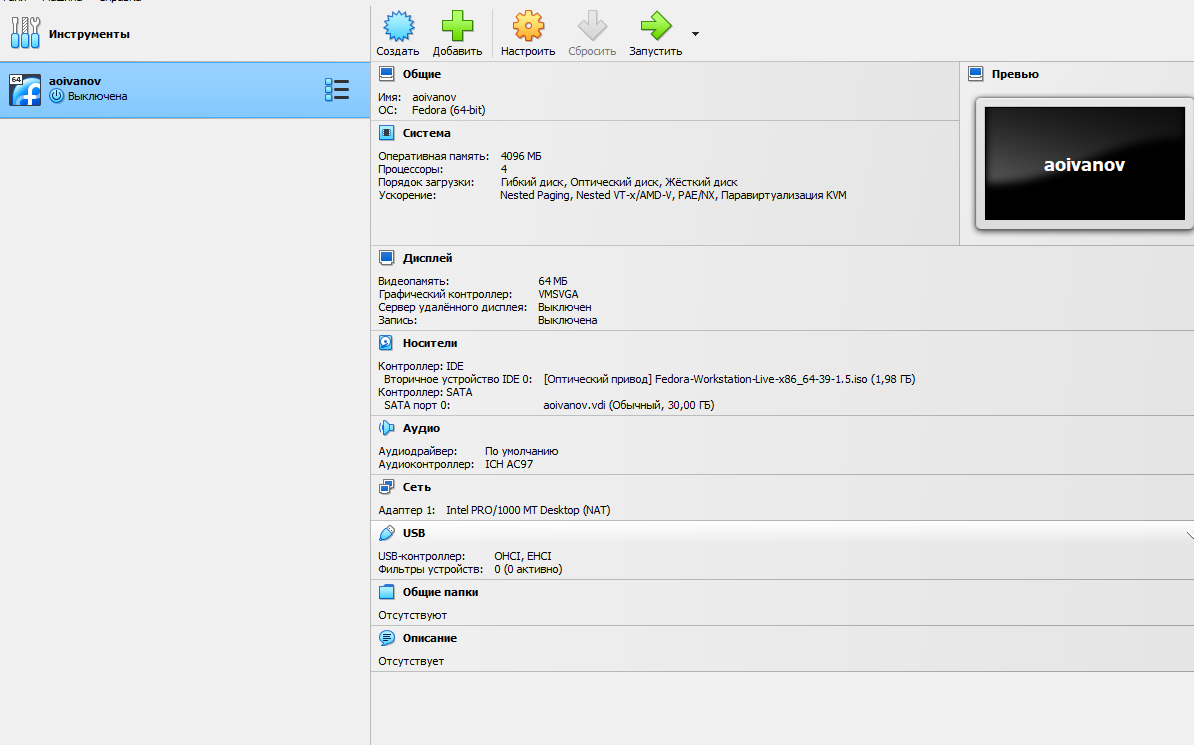 Инструменты
64
aoivanov
Выключена
Создать Добавить Настроить Сбросить Запустить
Общие
Имя: aoivanov
ОС: Fedora (64-bit)
Превью
aoivanov
Система
Оперативная память: 4096 МБ
Процессоры: 4
Порядок загрузки: Гибкий диск, Оптический диск, Жёсткий диск
Ускорение: Nested Paging, Nested VT-x/AMD-V, PAE/NX, Паравиртуализация KVM
Дисплей
Видеопамять: 64 МБ
Графический контроллер: VMSVGA
Сервер удалённого дисплея: Выключен
Запись: Выключена
Носители
Контроллер: IDE
Вторичное устройство IDE 0: [Оптический привод] Fedora-Workstation-Live-x86_64-39-1.5.iso (1,98 ГБ)
Контроллер: SATA
SATA порт 0: aoivanov.vdi (Обычный, 30,00 ГБ)
Аудио
Аудиодрайвер: По умолчанию
Аудиоконтроллер: ICH AC97
Сеть
Адаптер 1: Intel PRO/1000 MT Desktop (NAT)
USB
USB-контроллер: OHCI, EHCI
Фильтры устройств: 0 (0 активно)
Общие папки
Отсутствуют
Описание
Отсутствует